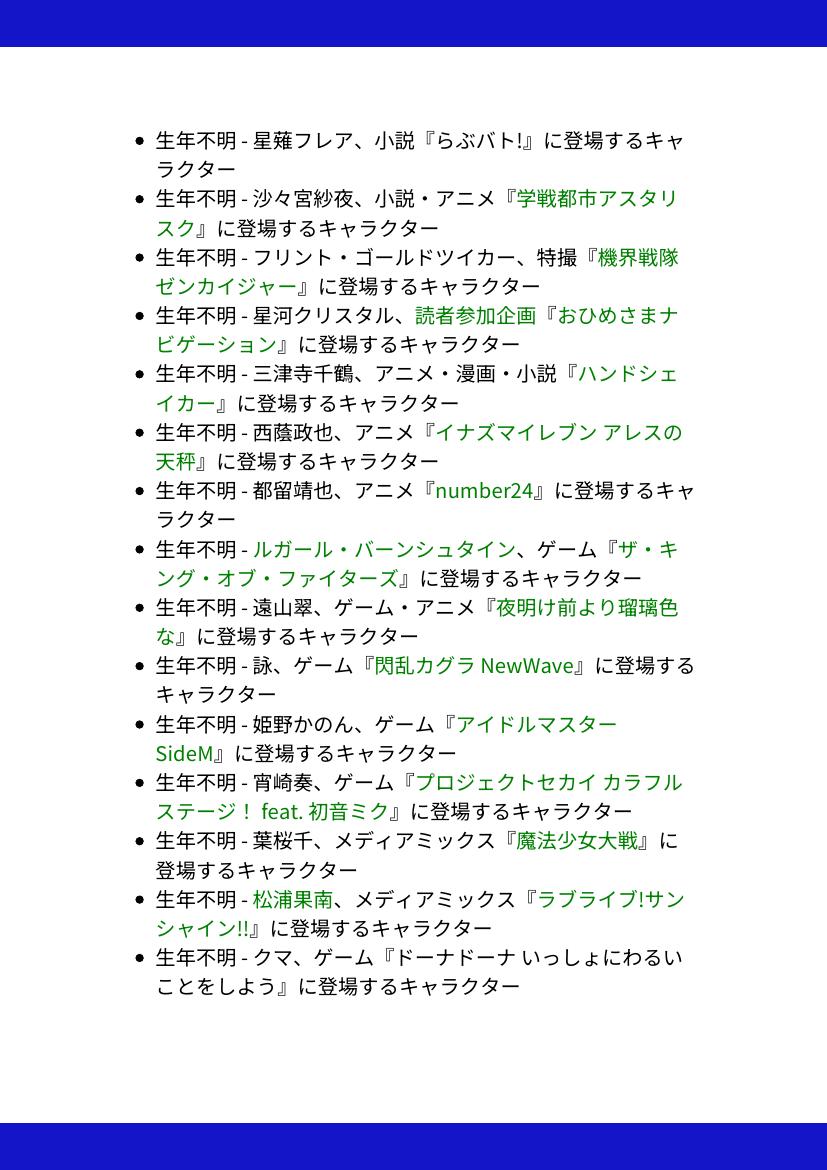 • 生年不明 - 星薙フレア、小説『らぶバト!』に登場するキャ
ラクター
• 生年不明 - 沙々宮紗夜、小説・アニメ『学戦都市アスタリ
スク』に登場するキャラクター
• 生年不明 - フリント・ゴールドツイカー、特撮『機界戦隊
ゼンカイジャー』に登場するキャラクター
• 生年不明 - 星河クリスタル、読者参加企画『おひめさまナ
ビゲーション』に登場するキャラクター
• 生年不明 - 三津寺千鶴、アニメ・漫画・小説『ハンドシェ
イカー』に登場するキャラクター
• 生年不明 - 西蔭政也、アニメ『イナズマイレブン アレスの
天秤』に登場するキャラクター
• 生年不明 - 都留靖也、アニメ『number24』に登場するキャ
ラクター
• 生年不明 - ルガール・バーンシュタイン、ゲーム『ザ・キ
ング・オブ・ファイターズ』に登場するキャラクター
• 生年不明 - 遠山翠、ゲーム・アニメ『夜明け前より瑠璃色
な』に登場するキャラクター
• 生年不明 - 詠、ゲーム『閃乱カグラ NewWave』に登場する
キャラクター
• 生年不明 - 姫野かのん、ゲーム『アイドルマスター
SideM』に登場するキャラクター
• 生年不明 - 宵崎奏、ゲーム『プロジェクトセカイ カラフル
ステージ！ feat. 初音ミク』に登場するキャラクター
• 生年不明 - 葉桜千、メディアミックス『魔法少女大戦』に
登場するキャラクター
• 生年不明 - 松浦果南、メディアミックス『ラブライブ!サン
シャイン!!』に登場するキャラクター
• 生年不明 - クマ、ゲーム『ドーナドーナ いっしょにわるい
ことをしよう』に登場するキャラクター